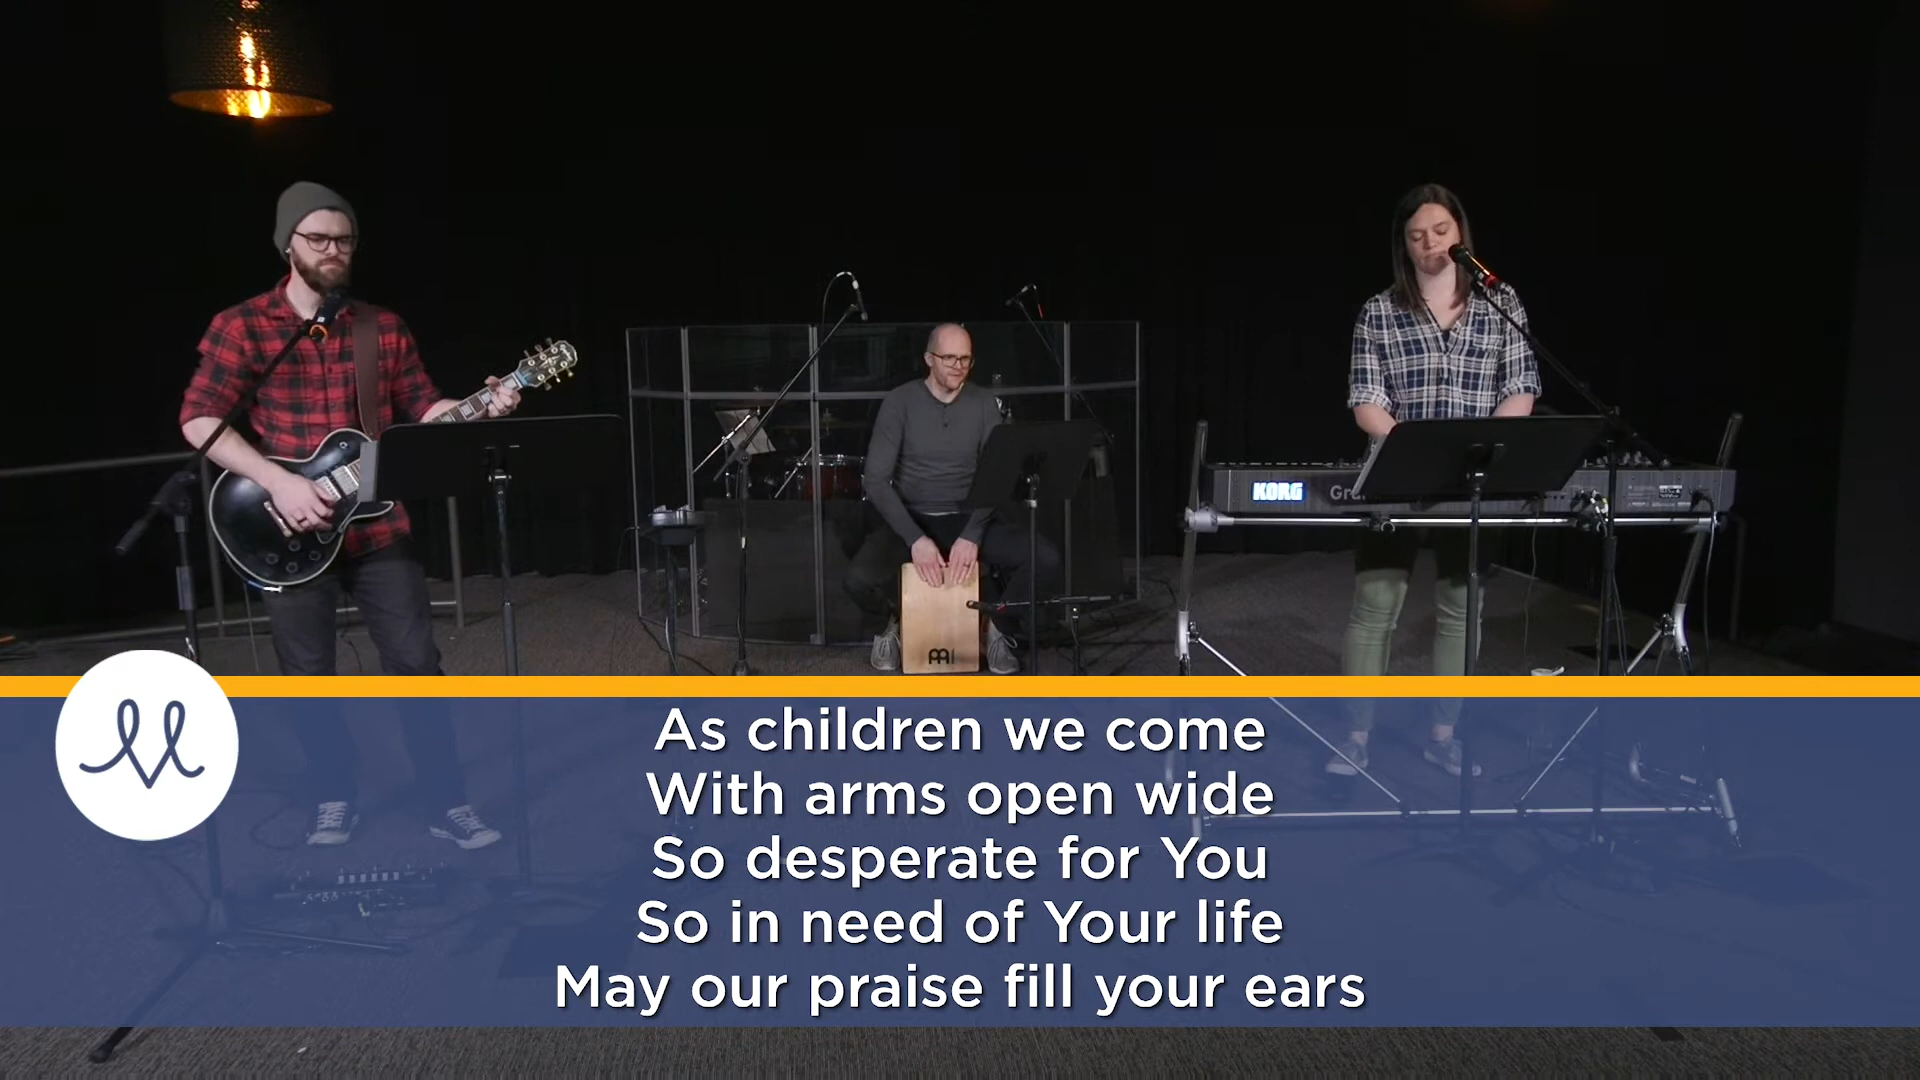 KORG
As children we come
With arms open wide
So desperate for You
So in need of Your life
May our praise fill your ears